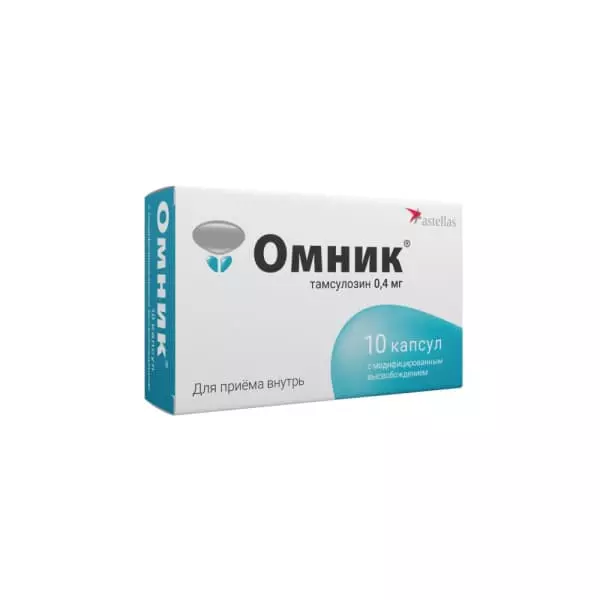 astellas
Омник®
тамсулозин 0,4 мг
10 капсул
с модифицированным
высвобождением
Для приёма внутрь
Омник®
10 капсул